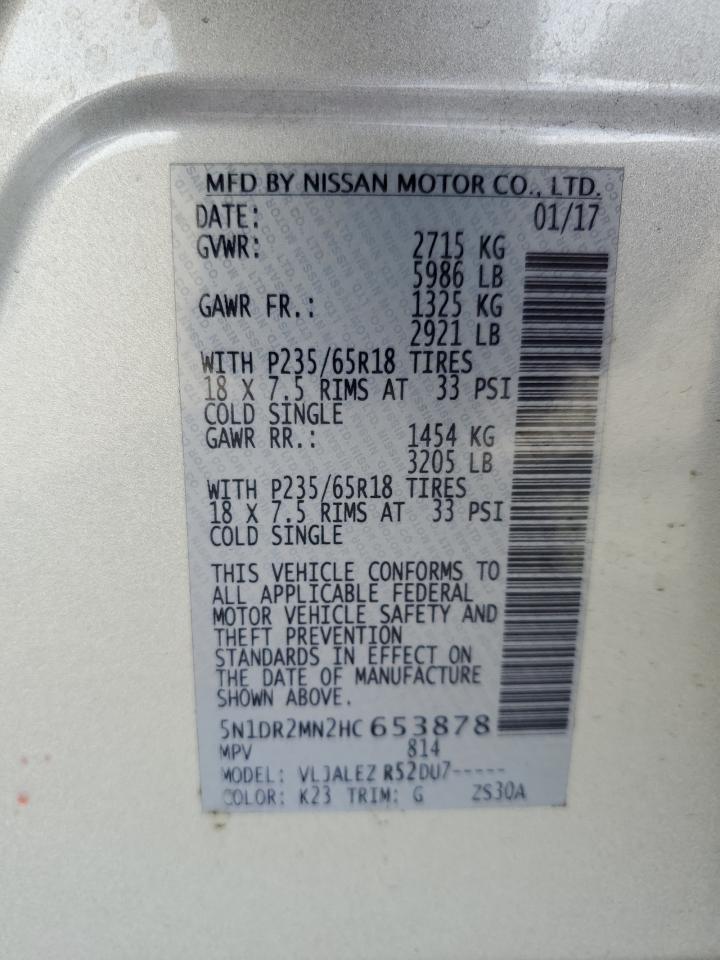 MFD BY NISSAN MOTOR CO., LTD.
DATE: 01/17
GVWR: 2715 KG
5986 LB
GAWR FR.: 1325 KG
2921 LB
WITH P235/65R18 TIRES
18 X 7.5 RIMS AT 33 PSI
COLD SINGLE
GAWR RR.: 1454 KG
3205 LB
WITH P235/65R18 TIRES
18 X 7.5 RIMS AT 33 PSI
COLD SINGLE
THIS VEHICLE CONFORMS TO
ALL APPLICABLE FEDERAL
MOTOR VEHICLE SAFETY AND
THEFT PREVENTION
STANDARDS IN EFFECT ON
THE DATE OF MANUFACTURE
SHOWN ABOVE.
5N1DR2MN2HC653878
MPV 814
MODEL: VLJALEZ R52DU7-----
COLOR: K23 TRIM: G 2S30A